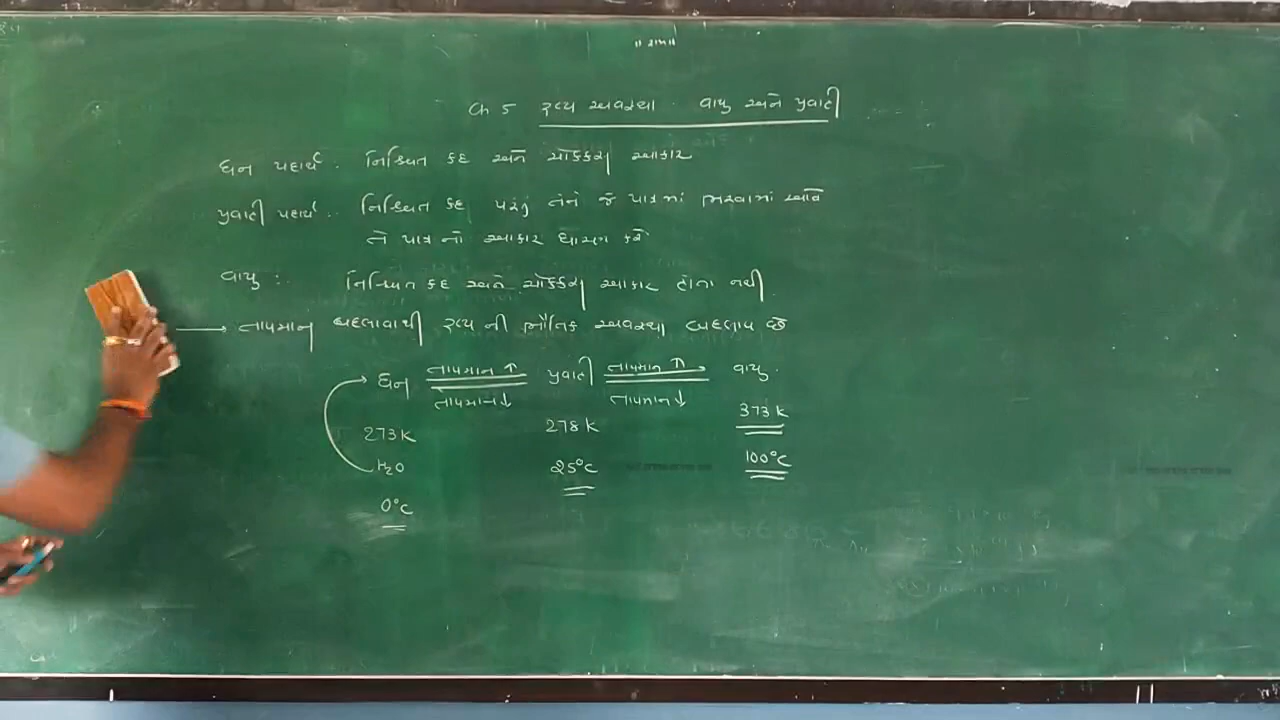 ॥ રામ ॥
Ch 5 દ્રવ્ય અવસ્થા . વાયુ અને પ્રવાહી
ઘન પદાર્થ . નિશ્ચિત કદ અને ચોક્કસ આકાર
પ્રવાહી પદાર્થ . . નિશ્ચિત કદ પરંતુ તેને જે પાત્રમાં ભરવામાં આવે
તે પાત્રનો આકાર ધારણ કરે
વાયુ : . નિશ્ચિત કદ અને ચોક્કસ આકાર હોતા નથી.
→ તાપમાન બદલાવાથી દ્રવ્ય ની ભૌતિક અવસ્થા બદલાય છે
ઘન તાપમાન ↑ પ્રવાહી તાપમાન ↑ વાયુ .
તાપમાન ↓ તાપમાન ↓
273 K 278 K 373 K
H₂O 25°C 100°C
0°C